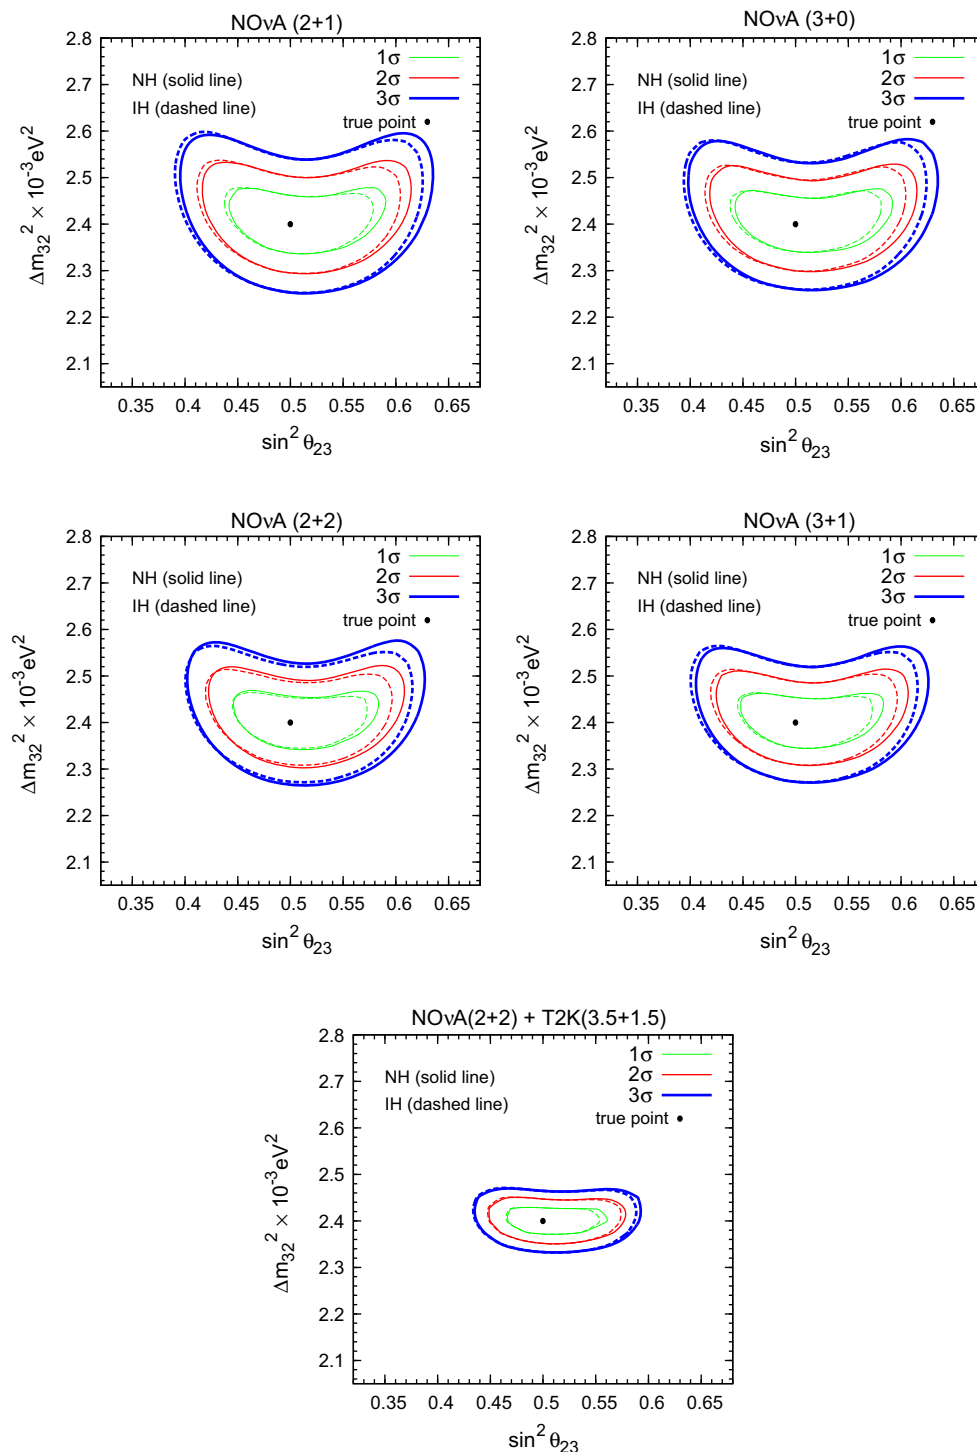 NOνA (2+1)
2.8
2.7
2.6
2.5
2.4
2.3
2.2
2.1
Δm₃₂² × 10⁻³eV²
NH (solid line)
IH (dashed line)
1σ
2σ
3σ
true point
0.35 0.4 0.45 0.5 0.55 0.6 0.65
sin² θ₂₃
NOνA (3+0)
2.8
2.7
2.6
2.5
2.4
2.3
2.2
2.1
Δm₃₂² × 10⁻³eV²
NH (solid line)
IH (dashed line)
1σ
2σ
3σ
true point
0.35 0.4 0.45 0.5 0.55 0.6 0.65
sin² θ₂₃
NOνA (2+2)
2.8
2.7
2.6
2.5
2.4
2.3
2.2
2.1
Δm₃₂² × 10⁻³eV²
NH (solid line)
IH (dashed line)
1σ
2σ
3σ
true point
0.35 0.4 0.45 0.5 0.55 0.6 0.65
sin² θ₂₃
NOνA (3+1)
2.8
2.7
2.6
2.5
2.4
2.3
2.2
2.1
Δm₃₂² × 10⁻³eV²
NH (solid line)
IH (dashed line)
1σ
2σ
3σ
true point
0.35 0.4 0.45 0.5 0.55 0.6 0.65
sin² θ₂₃
NOνA(2+2) + T2K(3.5+1.5)
2.8
2.7
2.6
2.5
2.4
2.3
2.2
2.1
Δm₃₂² × 10⁻³eV²
NH (solid line)
IH (dashed line)
1σ
2σ
3σ
true point
0.35 0.4 0.45 0.5 0.55 0.6 0.65
sin² θ₂₃